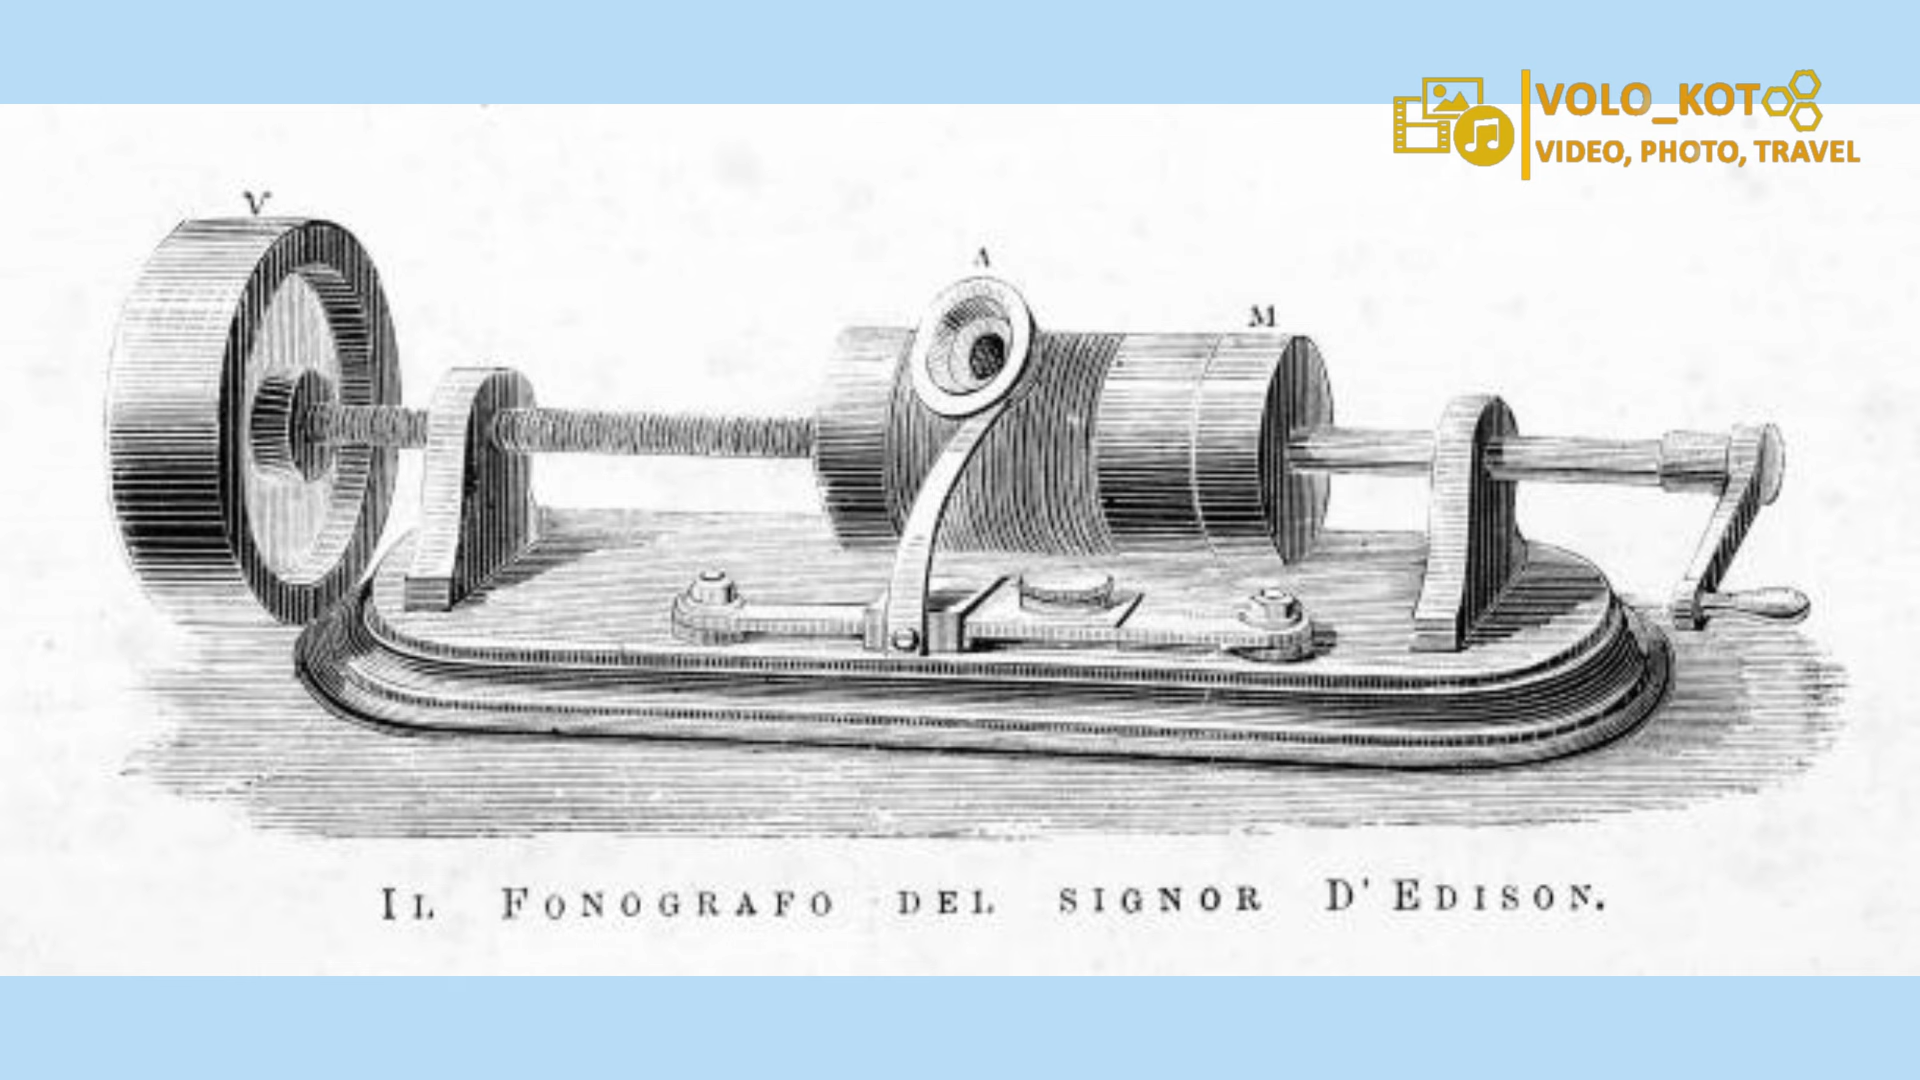 VOLO_KOT
VIDEO, PHOTO, TRAVEL
V
A
M
IL FONOGRAFO DEL SIGNOR D'EDISON.